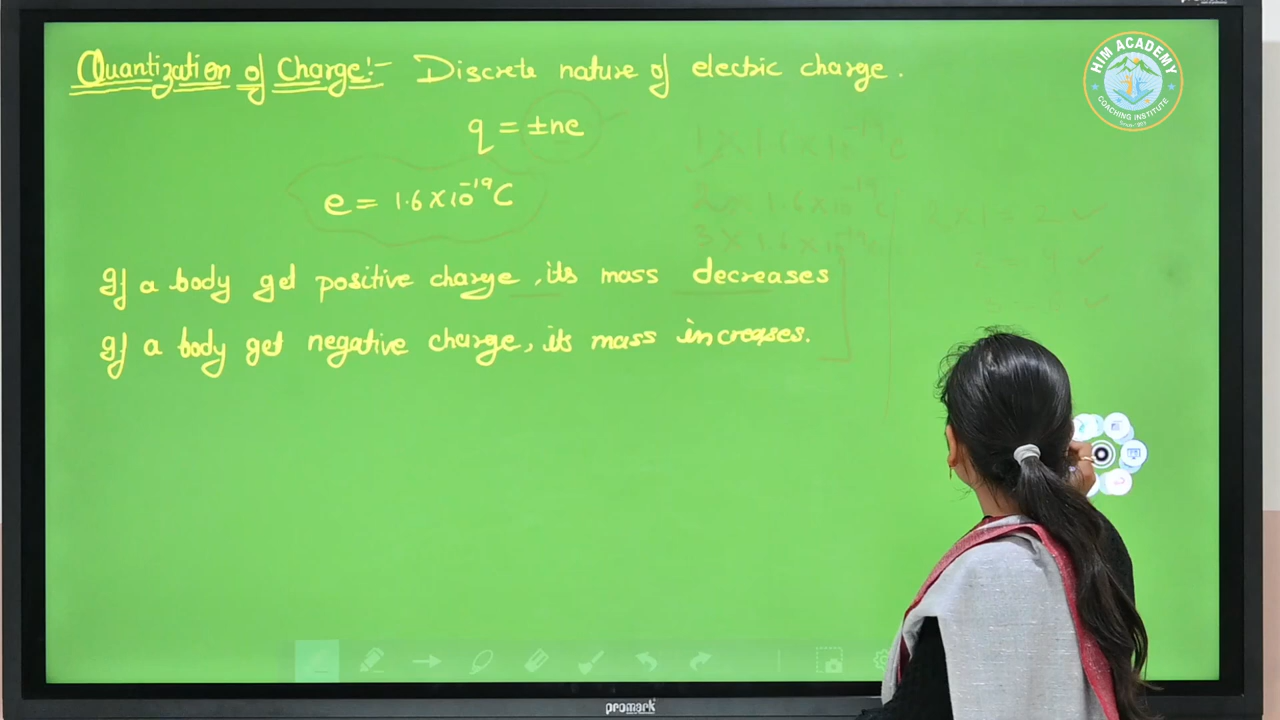 Quantization of Charge:- Discrete nature of electric charge.
q = ±ne
e = 1.6 x 10⁻¹⁹ C
If a body get positive charge, its mass decreases
If a body get negative charge, its mass increases.
HIM ACADEMY
COACHING INSTITUTE
promark